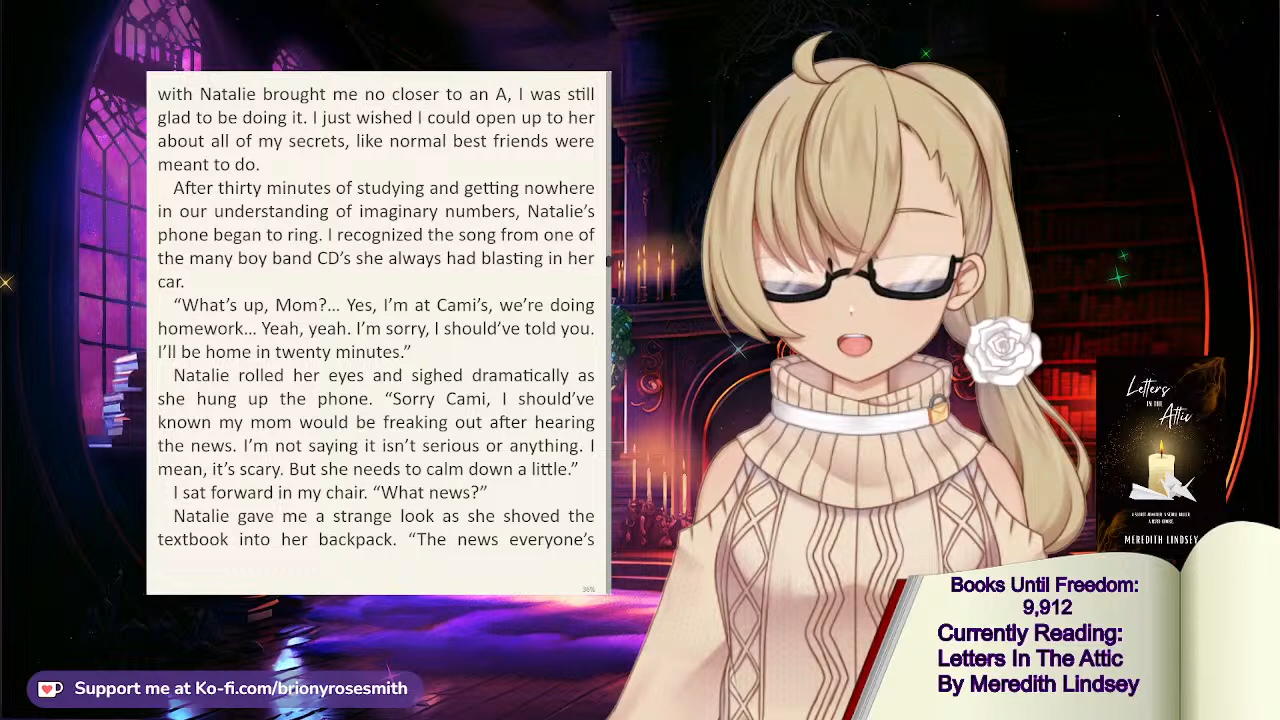 with Natalie brought me no closer to an A, I was still
glad to be doing it. I just wished I could open up to her
about all of my secrets, like normal best friends were
meant to do.
After thirty minutes of studying and getting nowhere
in our understanding of imaginary numbers, Natalie’s
phone began to ring. I recognized the song from one of
the many boy band CD’s she always had blasting in her
car.
“What’s up, Mom?... Yes, I’m at Cami’s, we’re doing
homework... Yeah, yeah. I’m sorry, I should’ve told you.
I’ll be home in twenty minutes.”
Natalie rolled her eyes and sighed dramatically as
she hung up the phone. “Sorry Cami, I should’ve
known my mom would be freaking out after hearing
the news. I’m not saying it isn’t serious or anything. I
mean, it’s scary. But she needs to calm down a little.”
I sat forward in my chair. “What news?”
Natalie gave me a strange look as she shoved the
textbook into her backpack. “The news everyone’s
36%
Letters
IN THE
Attic
MEREDITH LINDSEY
Books Until Freedom:
9,912
Currently Reading:
Letters In The Attic
By Meredith Lindsey
Support me at Ko-fi.com/brionyrosesmith